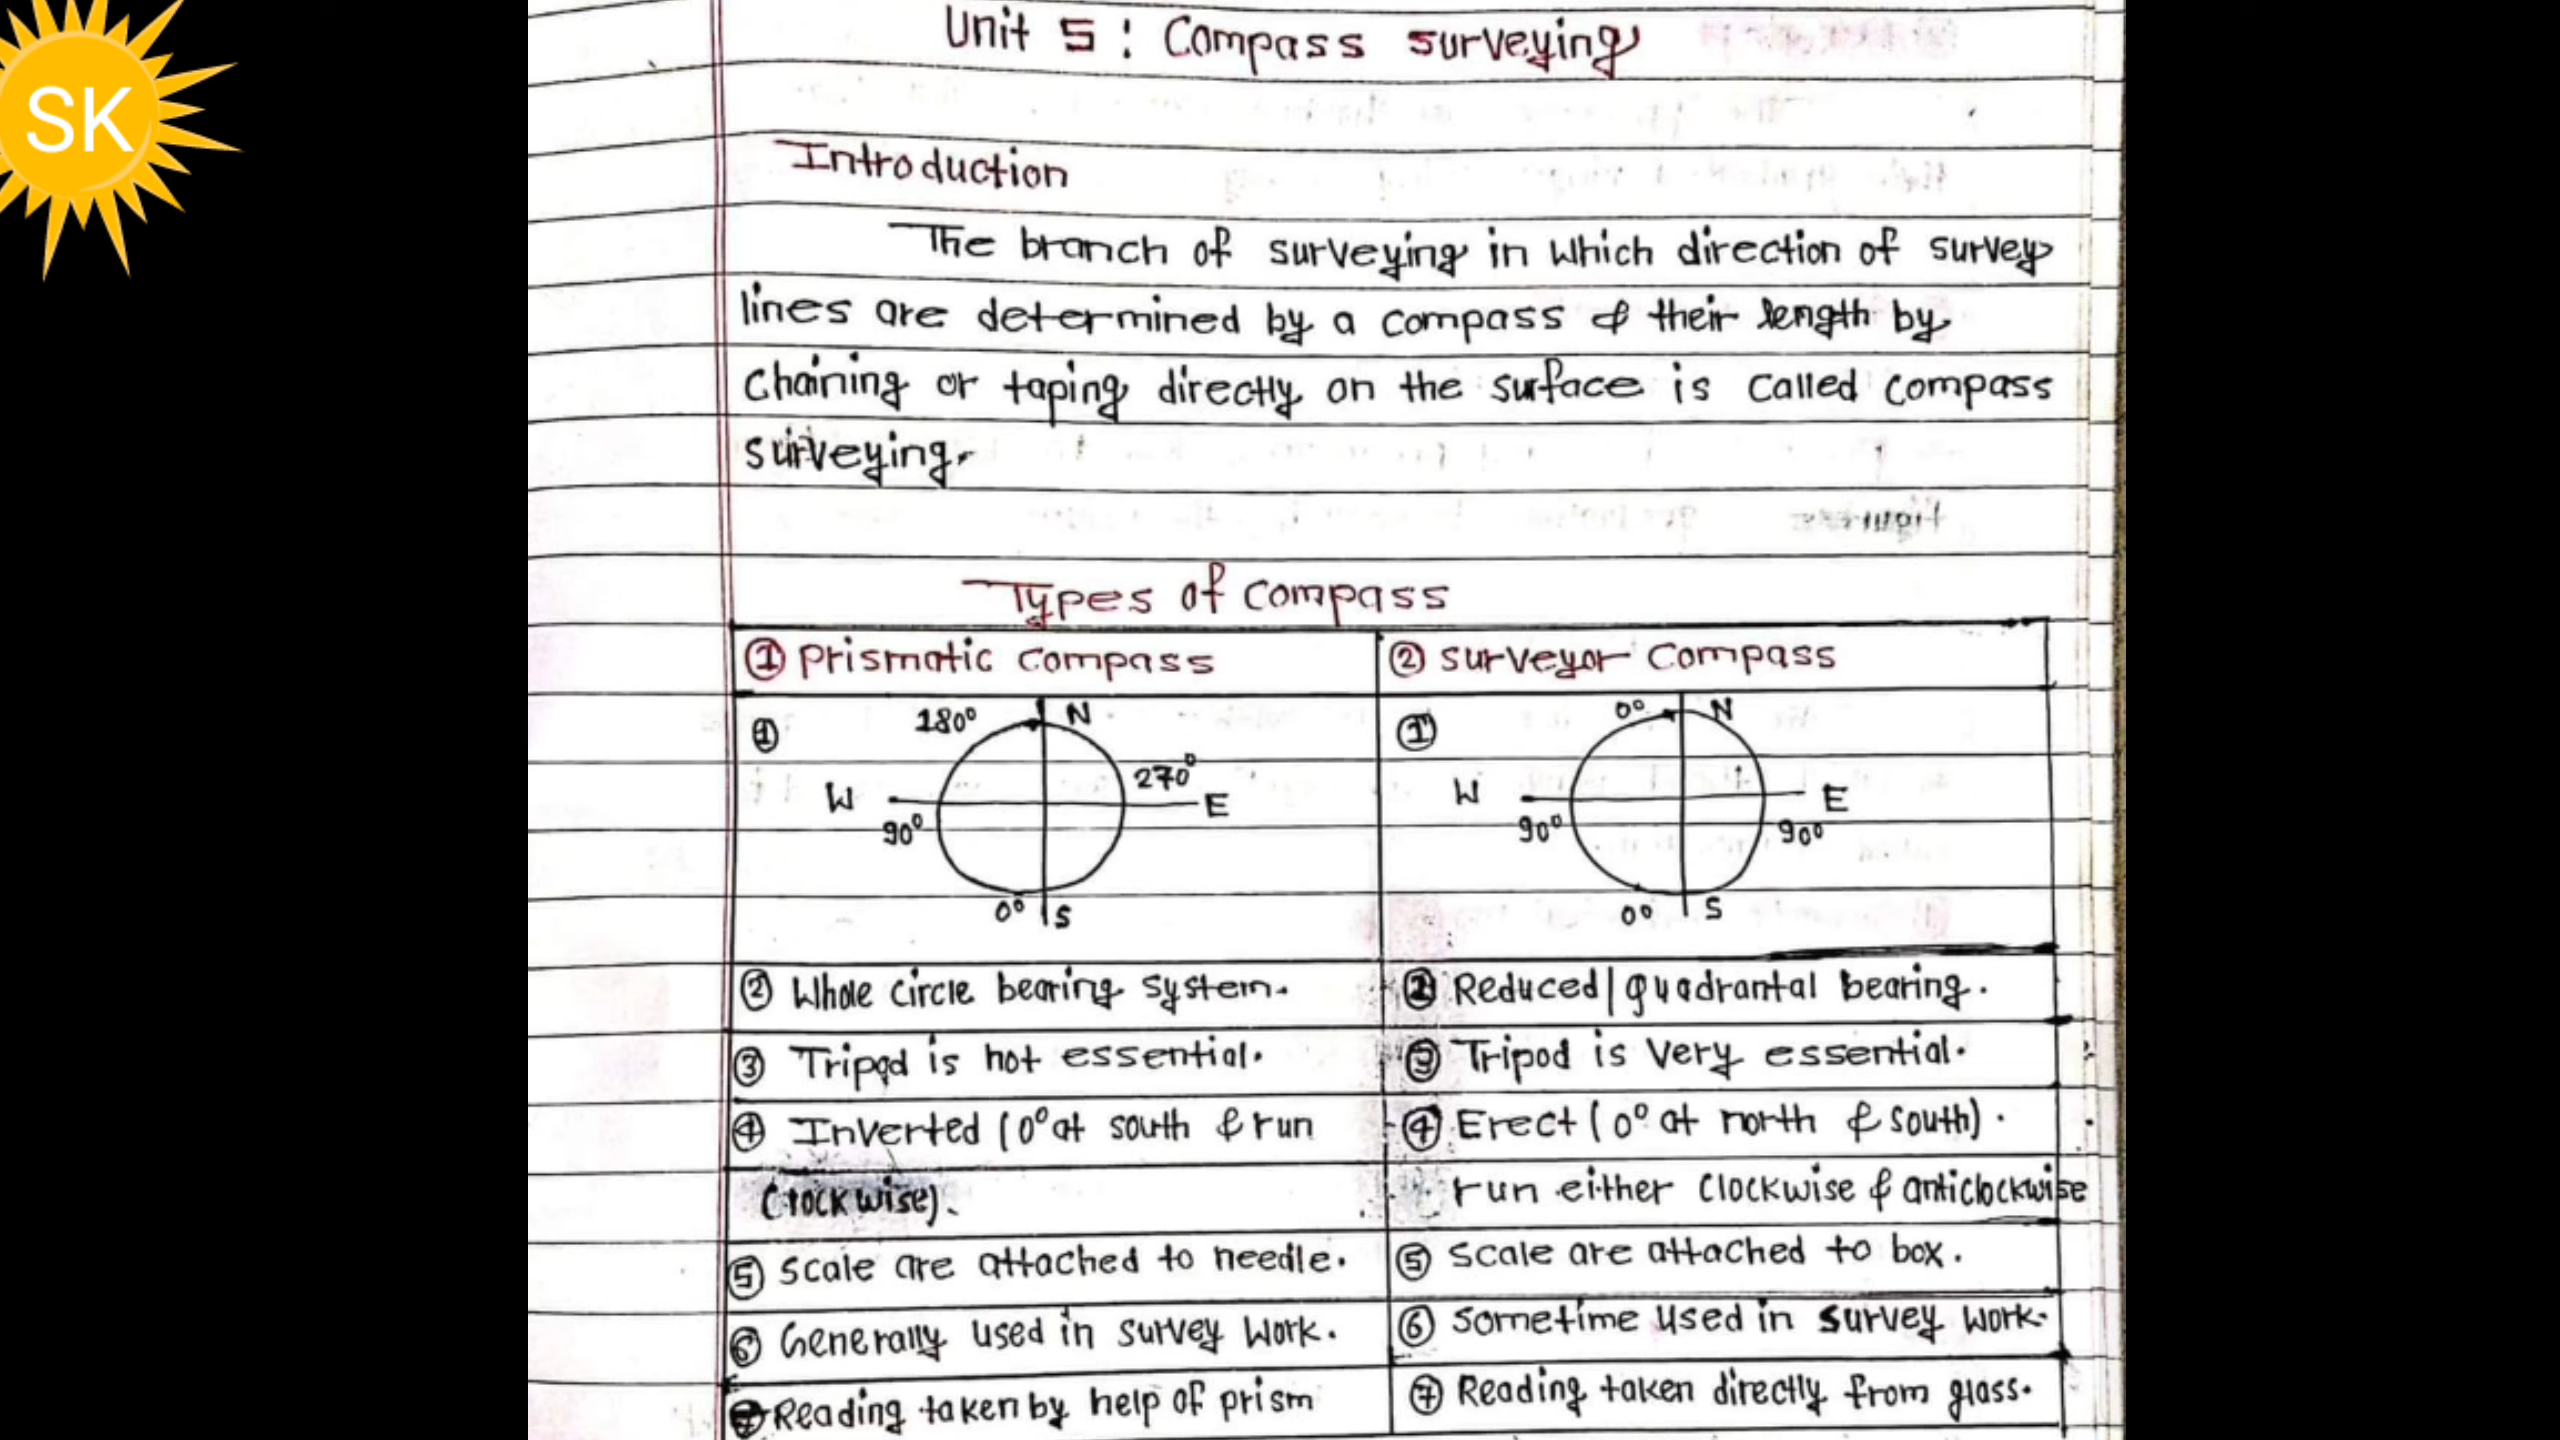 SK
Unit 5 : Compass surveying
Introduction
The branch of surveying in which direction of survey
lines are determined by a compass & their length by
chaining or taping directly on the surface is called compass
surveying.
Types of compass
① prismatic compass
② surveyor compass
①
180° N
270°
W E
90°
0° S
①
0° N
W E
90° 90°
0° S
② Whole circle bearing system.
② Reduced | quadrantal bearing.
③ Tripod is not essential.
③ Tripod is very essential.
④ Inverted (0° at south & run
clockwise).
④ Erect (0° at north & south).
run either clockwise & anticlockwise
⑤ scale are attached to needle.
⑤ scale are attached to box.
⑥ Generally used in survey work.
⑥ sometime used in survey work.
⑦ Reading taken by help of prism
⑦ Reading taken directly from glass.